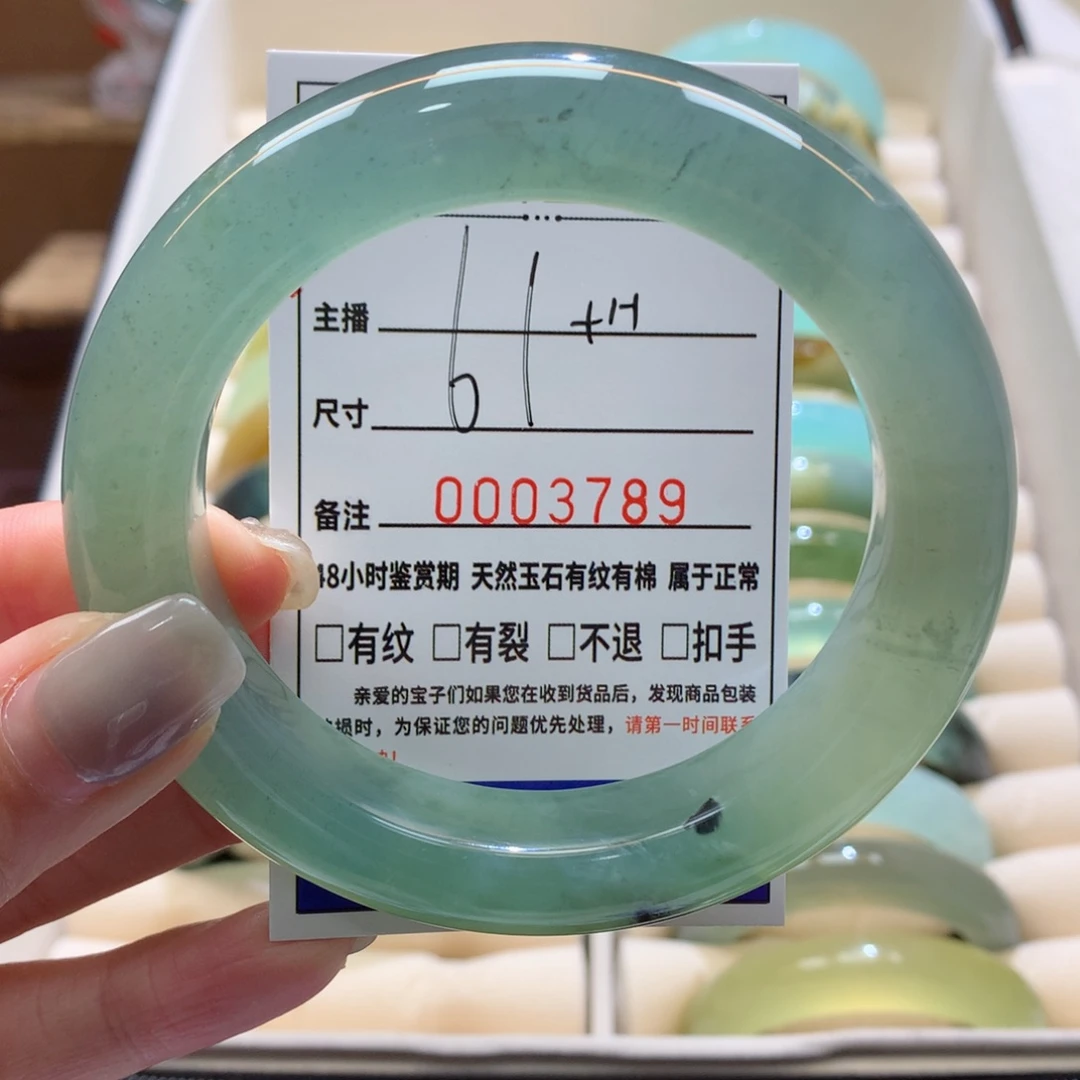 主播
61 +H
尺寸
备注 0003789
48小时鉴赏期 天然玉石有纹有棉 属于正常
□有纹 □有裂 □不退 □扣手
亲爱的宝子们如果您在收到货品后，发现商品包装
损时，为保证您的问题优先处理，请第一时间联系